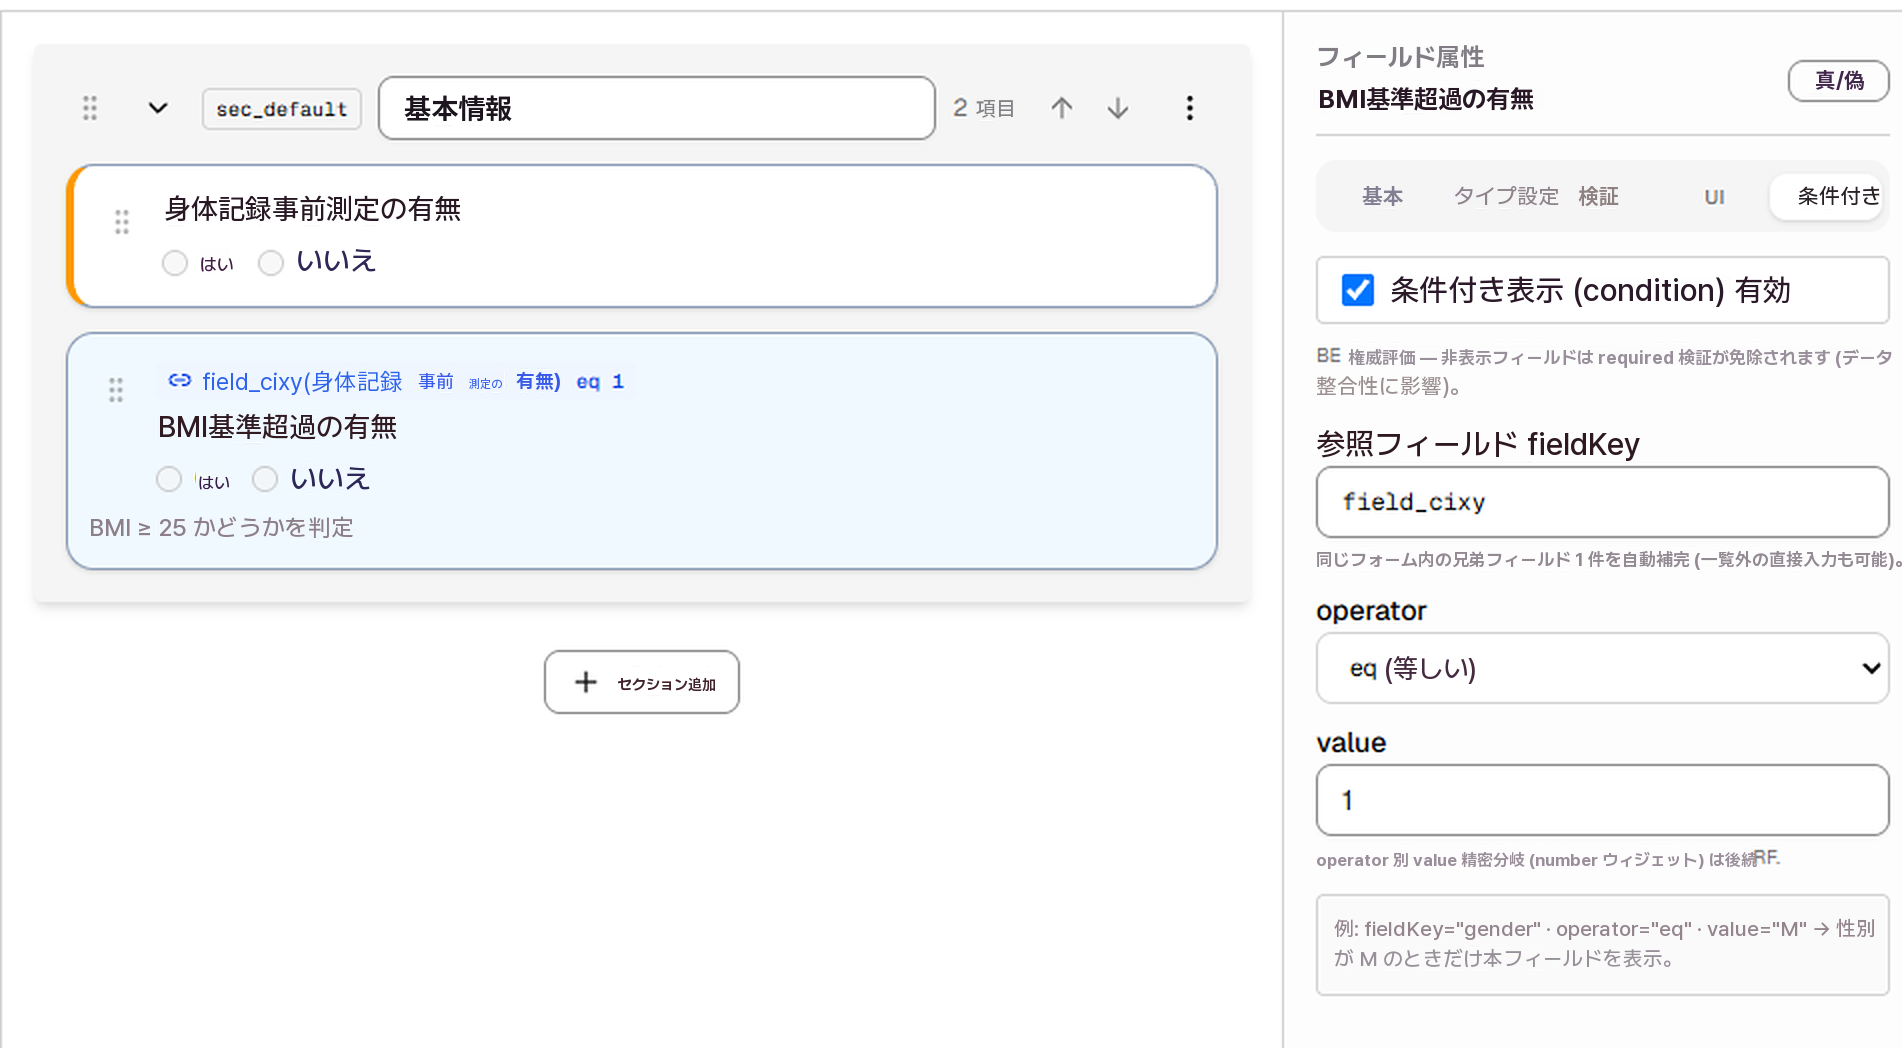 sec_default
基本情報
2 項目
身体記録事前測定の有無
はい いいえ
field_cixy(身体記録 事前 測定の 有無) eq 1
BMI基準超過の有無
はい いいえ
BMI ≥ 25 かどうかを判定
セクション追加
フィールド属性
BMI基準超過の有無
真/偽
基本 タイプ設定 検証 UI 条件付き
条件付き表示 (condition) 有効
BE 権威評価 — 非表示フィールドは required 検証が免除されます (データ
整合性に影響)。
参照フィールド fieldKey
field_cixy
同じフォーム内の兄弟フィールド 1 件を自動補完 (一覧外の直接入力も可能)。
operator
eq (等しい)
value
1
operator 別 value 精密分岐 (number ウィジェット) は後続RF.
例: fieldKey="gender" · operator="eq" · value="M" → 性別
が M のときだけ本フィールドを表示。